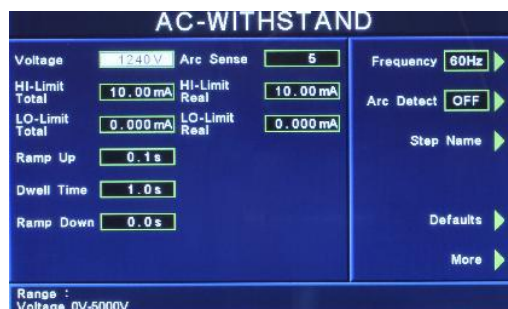 AC-WITHSTAND
Voltage 1240V Arc Sense 5
HI-Limit Total 10.00mA HI-Limit Real 10.00mA
LO-Limit Total 0.000mA LO-Limit Real 0.000mA
Ramp Up 0.1s
Dwell Time 1.0s
Ramp Down 0.0s
Frequency 60Hz
Arc Detect OFF
Step Name
Defaults
More
Range :
Voltage 0V-5000V